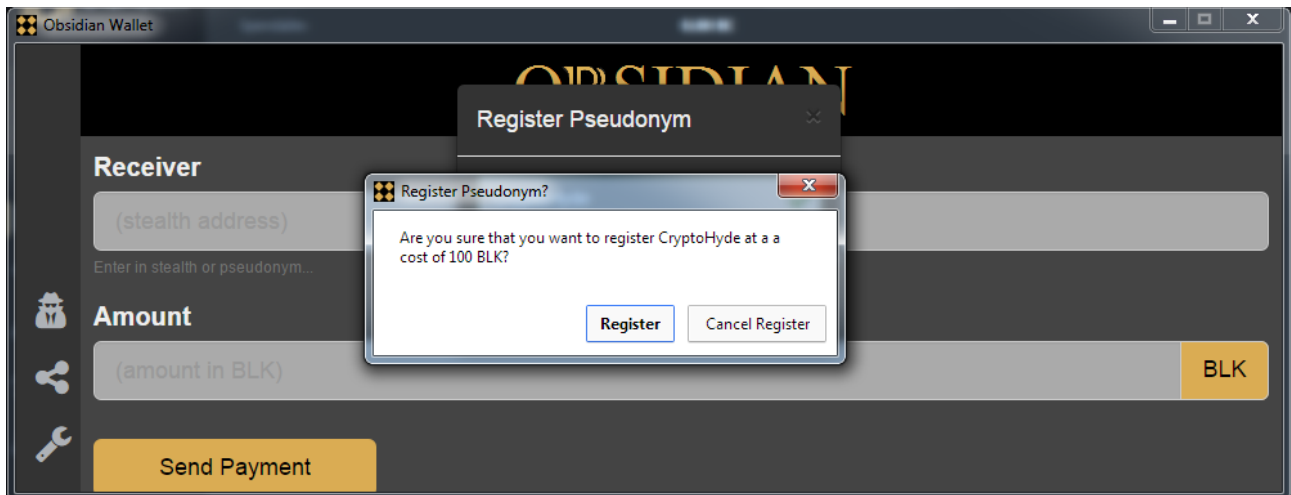 Obsidian Wallet
OBSIDIAN
Register Pseudonym
Receiver
Register Pseudonym?
(stealth address)
Are you sure that you want to register CryptoHyde at a a
cost of 100 BLK?
Enter in stealth or pseudonym...
Register
Cancel Register
Amount
(amount in BLK)
BLK
Send Payment